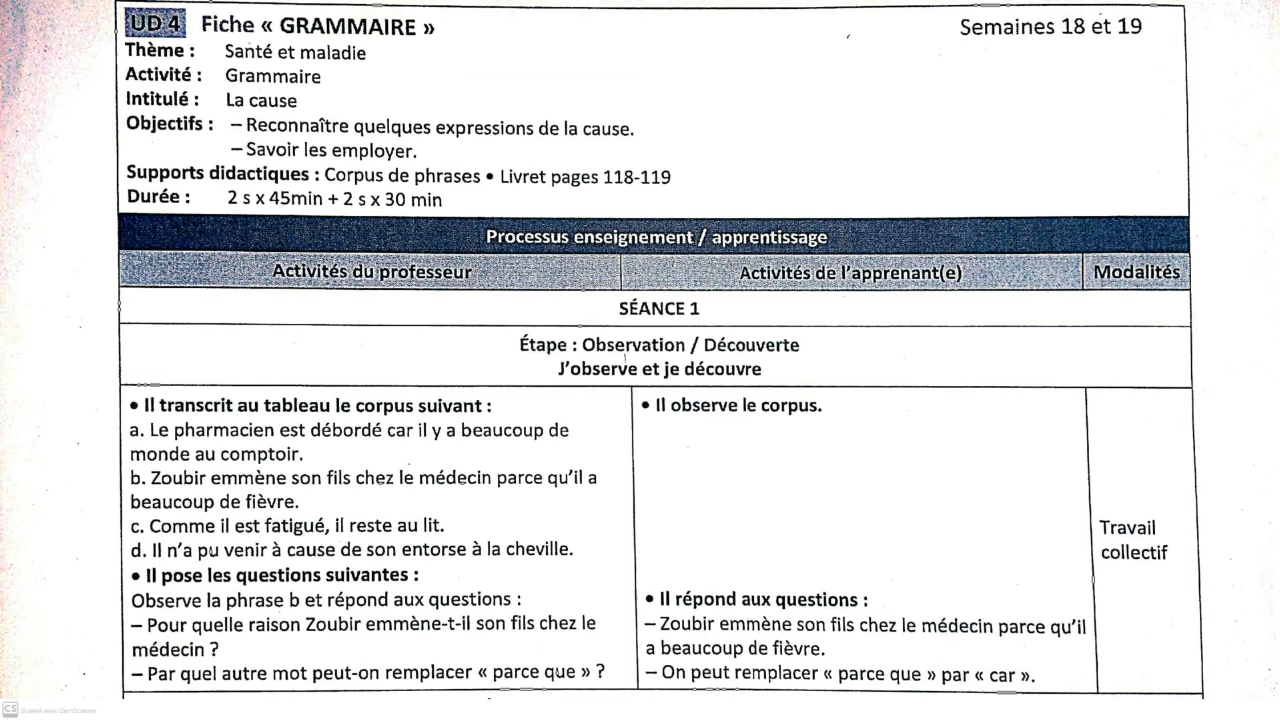 UD 4 Fiche « GRAMMAIRE » Semaines 18 et 19
Thème : Santé et maladie
Activité : Grammaire
Intitulé : La cause
Objectifs : – Reconnaître quelques expressions de la cause.
– Savoir les employer.
Supports didactiques : Corpus de phrases • Livret pages 118-119
Durée : 2 s x 45min + 2 s x 30 min
Processus enseignement / apprentissage
Activités du professeur Activités de l'apprenant(e) Modalités
SÉANCE 1
Étape : Observation / Découverte
J'observe et je découvre
• Il transcrit au tableau le corpus suivant :
a. Le pharmacien est débordé car il y a beaucoup de
monde au comptoir.
b. Zoubir emmène son fils chez le médecin parce qu'il a
beaucoup de fièvre.
c. Comme il est fatigué, il reste au lit.
d. Il n'a pu venir à cause de son entorse à la cheville.
• Il pose les questions suivantes :
Observe la phrase b et répond aux questions :
– Pour quelle raison Zoubir emmène-t-il son fils chez le
médecin ?
– Par quel autre mot peut-on remplacer « parce que » ?
• Il observe le corpus.
• Il répond aux questions :
– Zoubir emmène son fils chez le médecin parce qu'il
a beaucoup de fièvre.
– On peut remplacer « parce que » par « car ».
Travail
collectif
CS Scanné avec CamScanner